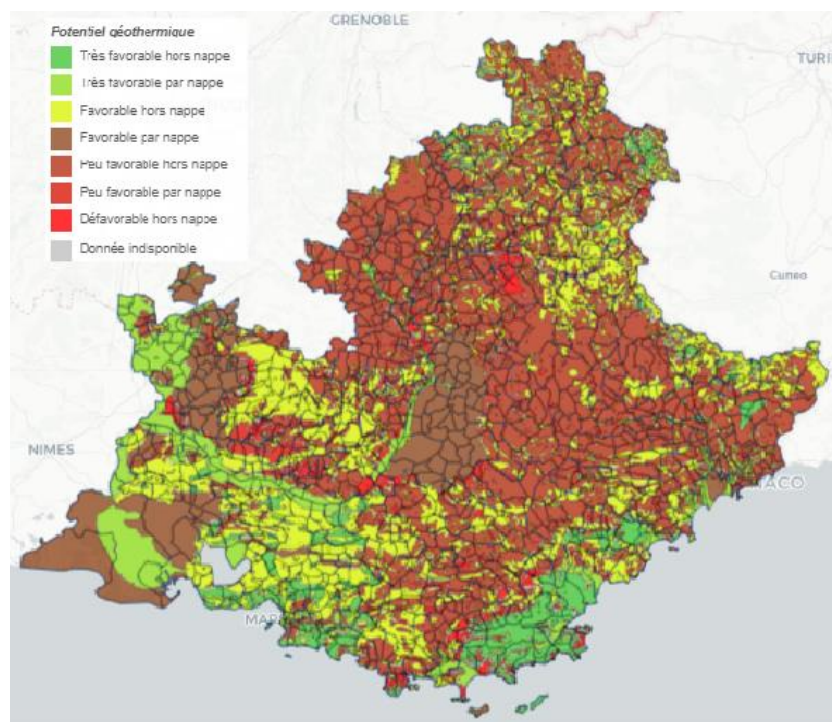 GRENOBLE
Potentiel géothermique
Très favorable hors nappe
Très favorable par nappe
Favorable hors nappe
Favorable par nappe
Peu favorable hors nappe
Peu favorable par nappe
Défavorable hors nappe
Donnée indisponible
TURI
Cuneo
NIMES
ACO
MAR